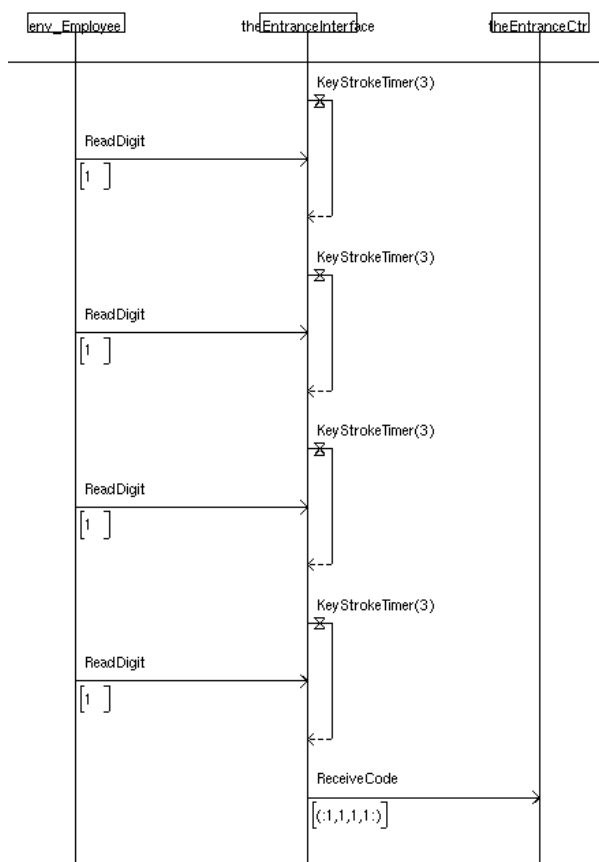 env_Employee
theEntranceInterface
theEntranceCtrl
KeyStrokeTimer(3)
ReadDigit
[1 ]
KeyStrokeTimer(3)
ReadDigit
[1 ]
KeyStrokeTimer(3)
ReadDigit
[1 ]
KeyStrokeTimer(3)
ReadDigit
[1 ]
ReceiveCode
[(:1,1,1,1:)]